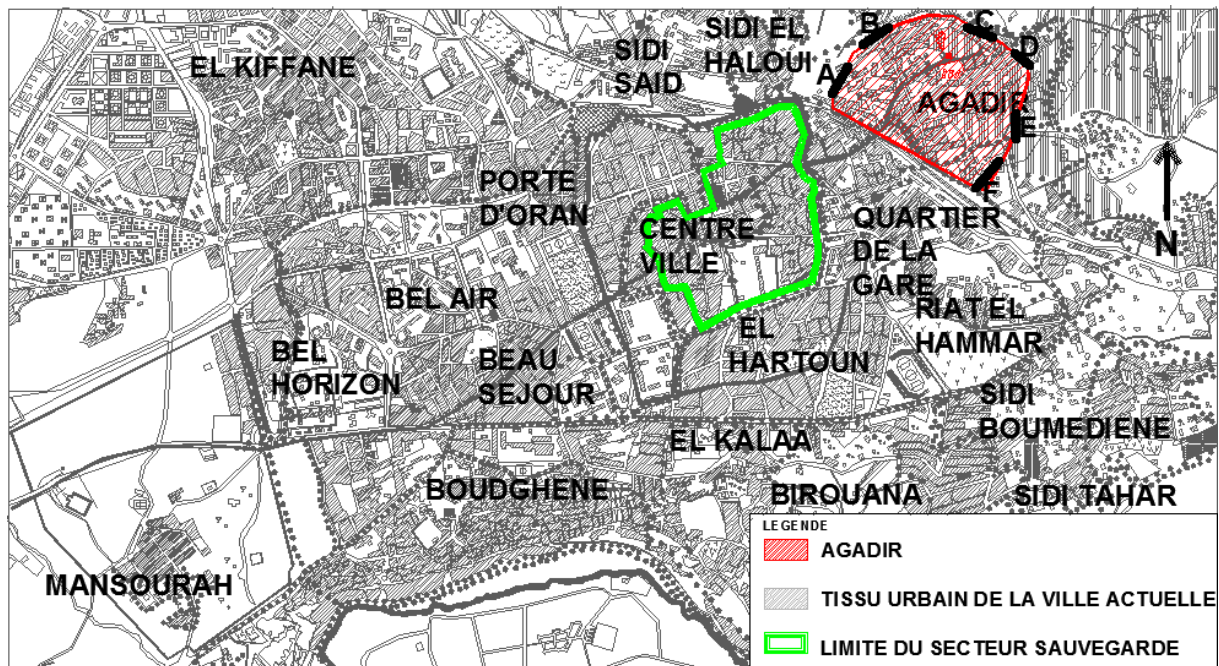 SIDI EL
HALOUI
SIDI
SAID
EL KIFFANE
B
C
D
A
AGADIE
E
F
PORTE
D'ORAN
CENTRE
VILLE
QUARTIER
DE LA
GARE
N
BEL AIR
RIAT EL
HAMMAR
EL
HARTOUN
BEL
HORIZON
BEAU
SEJOUR
SIDI
BOUMEDIENE
EL KALAA
BOUDGHENE
BIROUANA
SIDI TAHAR
MANSOURAH
LEGENDE
AGADIR
TISSU URBAIN DE LA VILLE ACTUELLE
LIMITE DU SECTEUR SAUVEGARDE